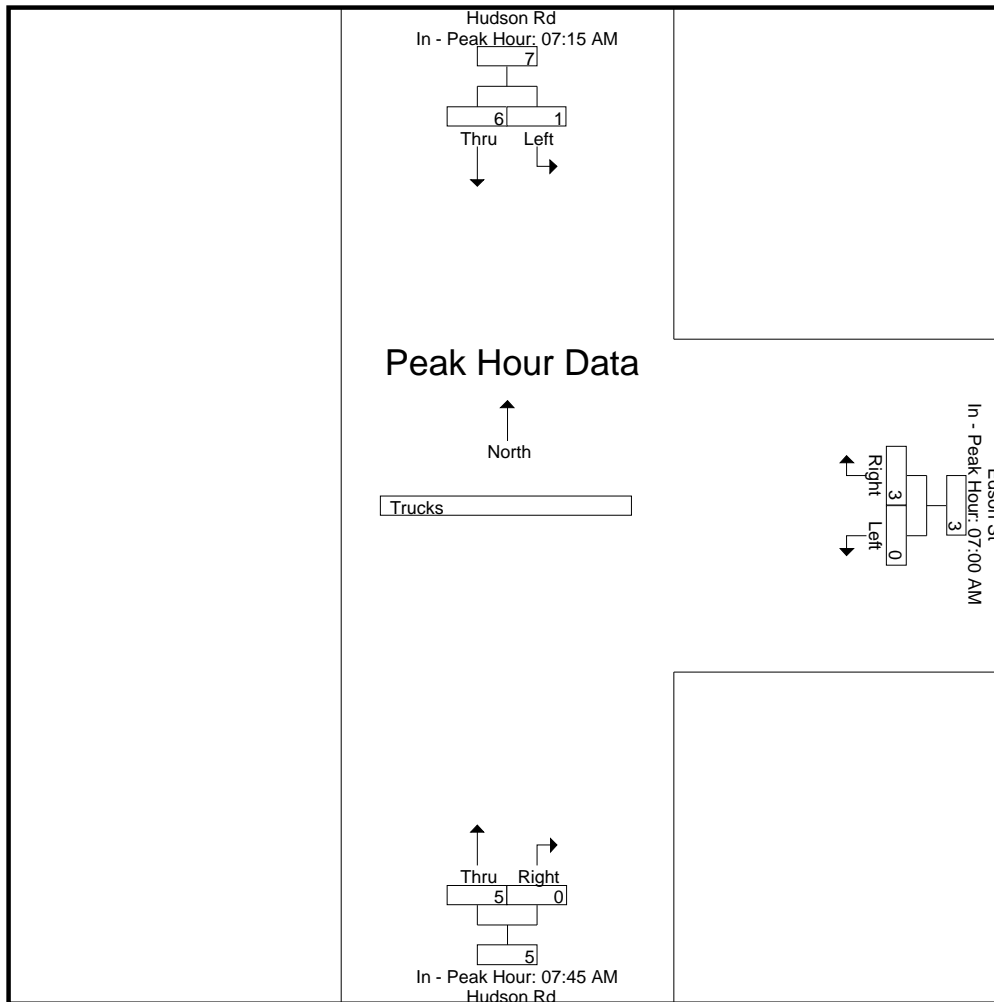 Hudson Rd
In - Peak Hour: 07:15 AM
7
6 1
Thru Left
Peak Hour Data
North
Trucks
Right
Left
3
0
3
In - Peak Hour: 07:00 AM
Edson St
Thru Right
5 0
5
In - Peak Hour: 07:45 AM
Hudson Rd